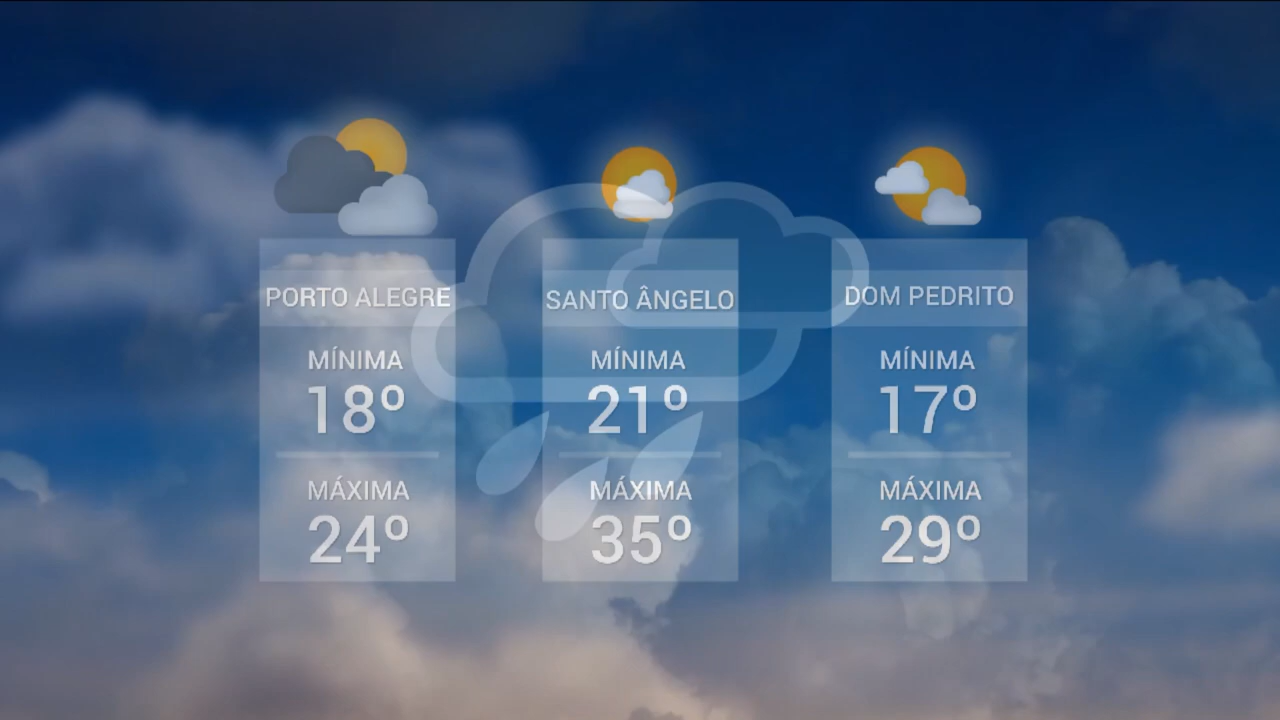 PORTO ALEGRE
MÍNIMA
18º
MÁXIMA
24º
SANTO ÂNGELO
MÍNIMA
21º
MÁXIMA
35º
DOM PEDRITO
MÍNIMA
17º
MÁXIMA
29º